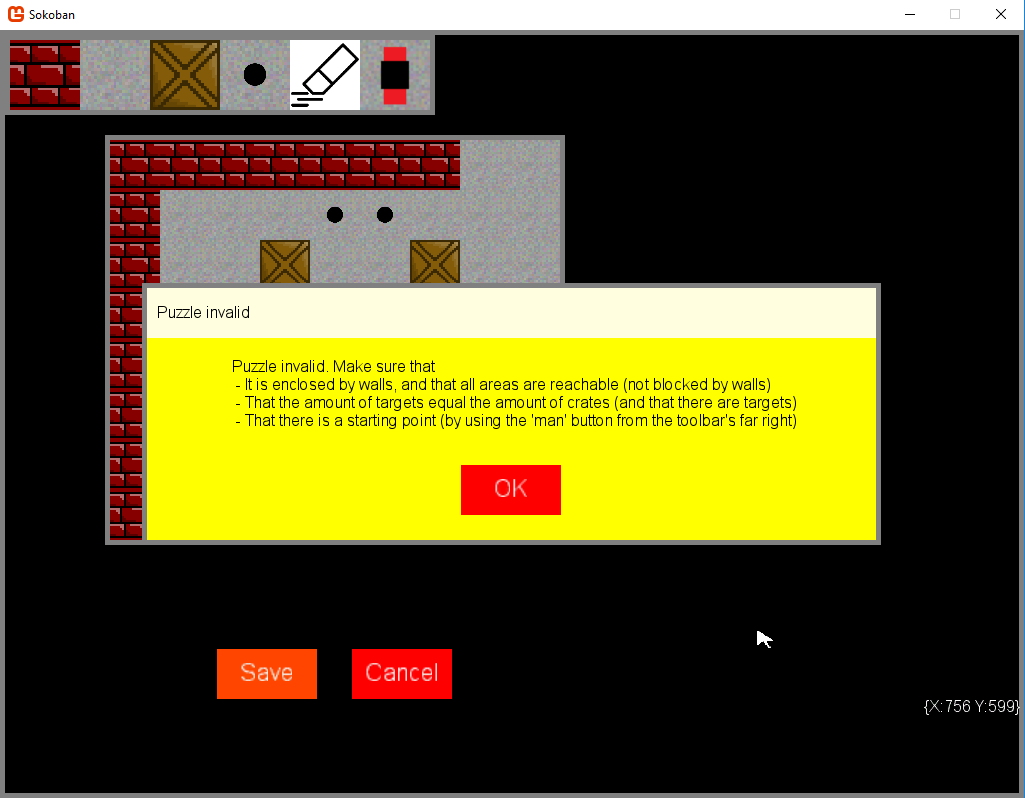 Sokoban
Puzzle invalid
Puzzle invalid. Make sure that
- It is enclosed by walls, and that all areas are reachable (not blocked by walls)
- That the amount of targets equal the amount of crates (and that there are targets)
- That there is a starting point (by using the 'man' button from the toolbar's far right)
OK
Save
Cancel
{X:756 Y:599}